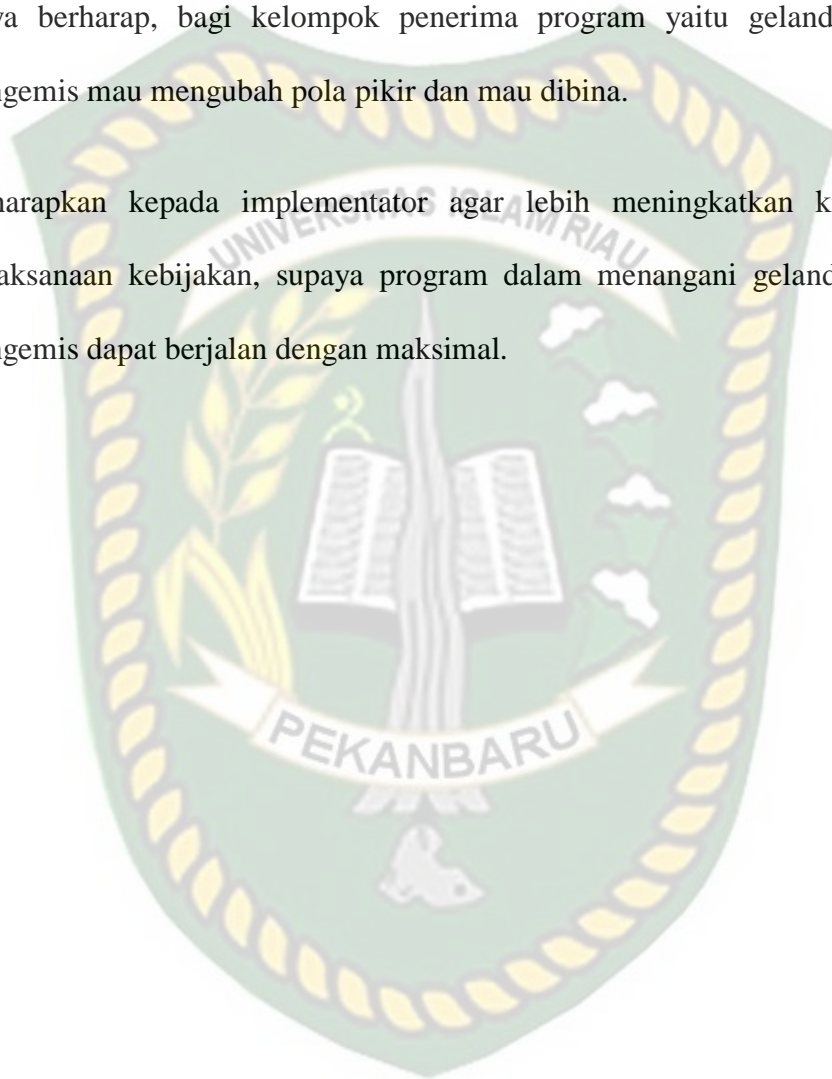 va berharap, bagi kelompok penerima program yaitu geland
ngemis mau mengubah pola pikir dan mau dibina.
harapkan kepada implementator agar lebih meningkatkan k
aksanaan kebijakan, supaya program dalam menangani geland
ngemis dapat berjalan dengan maksimal.
UNIVERSITAS ISLAM RIAU
PEKANBARU